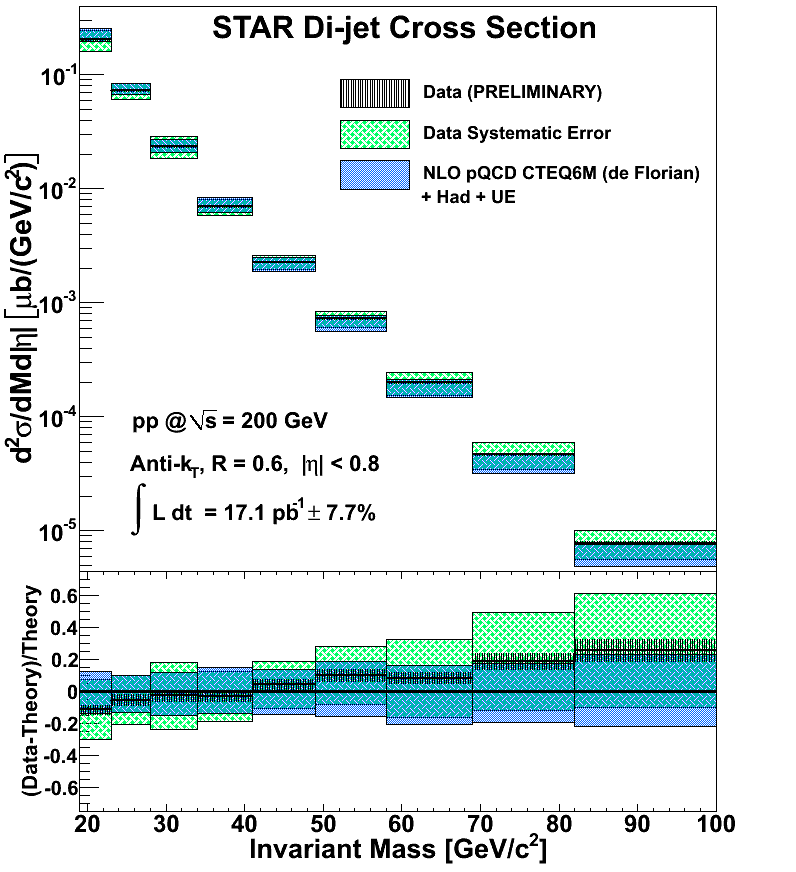 STAR Di-jet Cross Section
Data (PRELIMINARY)
Data Systematic Error
NLO pQCD CTEQ6M (de Florian)
+ Had + UE
d²σ/dMd|η| [μb/(GeV/c²)]
10⁻¹
10⁻²
10⁻³
10⁻⁴
10⁻⁵
pp @ √s = 200 GeV
Anti-k_T, R = 0.6, |η| < 0.8
∫ L dt = 17.1 pb⁻¹ ± 7.7%
(Data-Theory)/Theory
0.6
0.4
0.2
0
-0.2
-0.4
-0.6
20 30 40 50 60 70 80 90 100
Invariant Mass [GeV/c²]